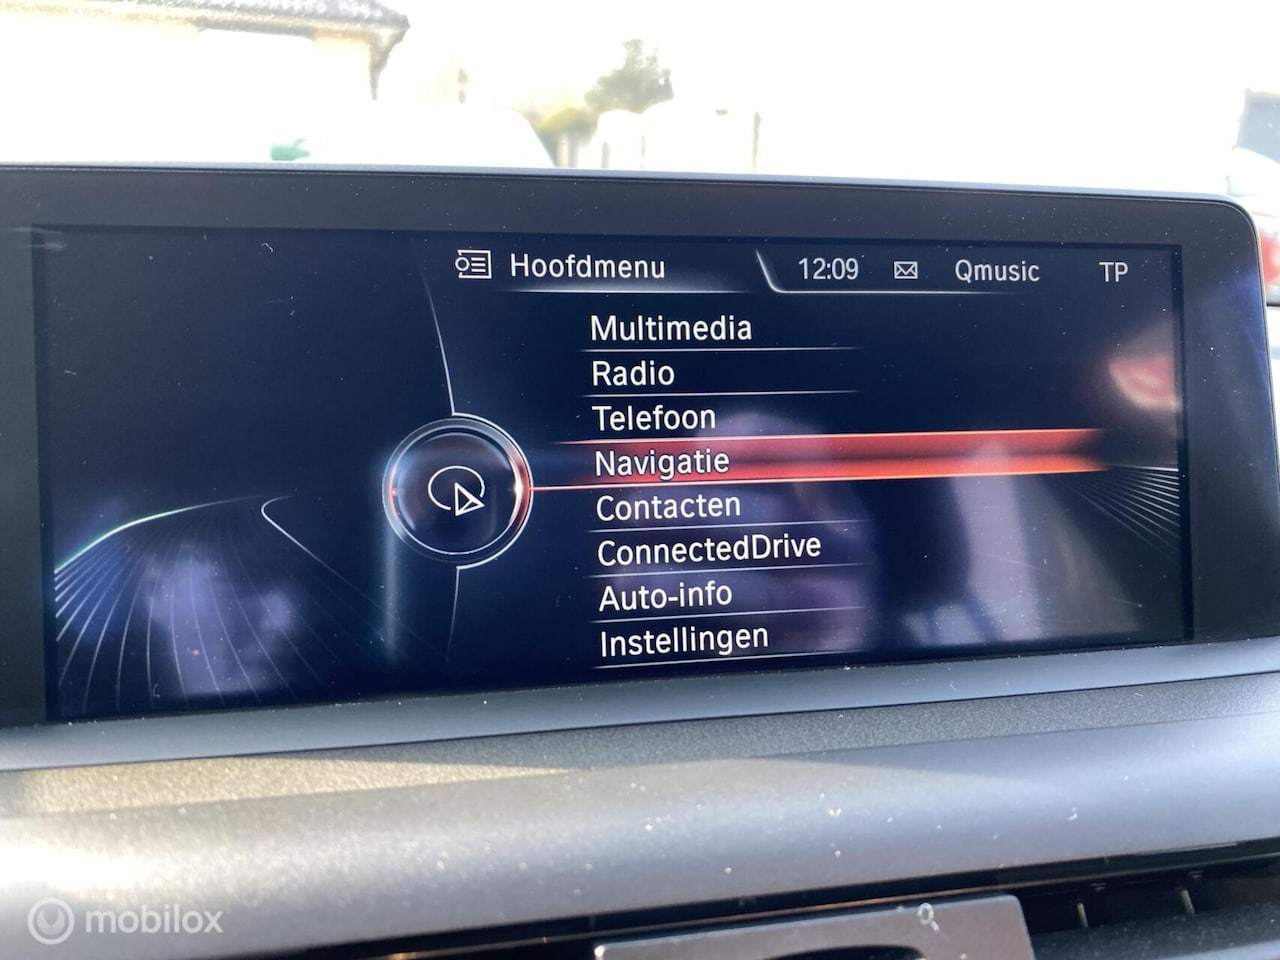 Hoofdmenu 12:09 Qmusic TP
Multimedia
Radio
Telefoon
Navigatie
Contacten
ConnectedDrive
Auto-info
Instellingen
mobilox